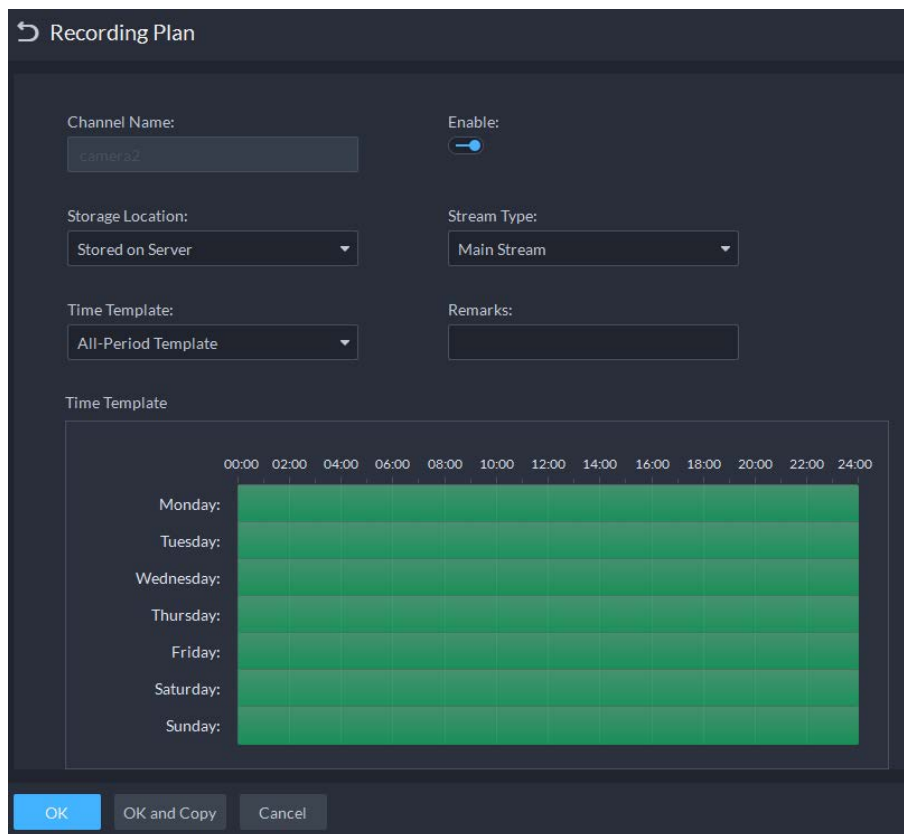 Recording Plan
Channel Name: Enable:
camera2
Storage Location: Stream Type:
Stored on Server Main Stream
Time Template: Remarks:
All-Period Template
Time Template
00:00 02:00 04:00 06:00 08:00 10:00 12:00 14:00 16:00 18:00 20:00 22:00 24:00
Monday:
Tuesday:
Wednesday:
Thursday:
Friday:
Saturday:
Sunday:
OK OK and Copy Cancel